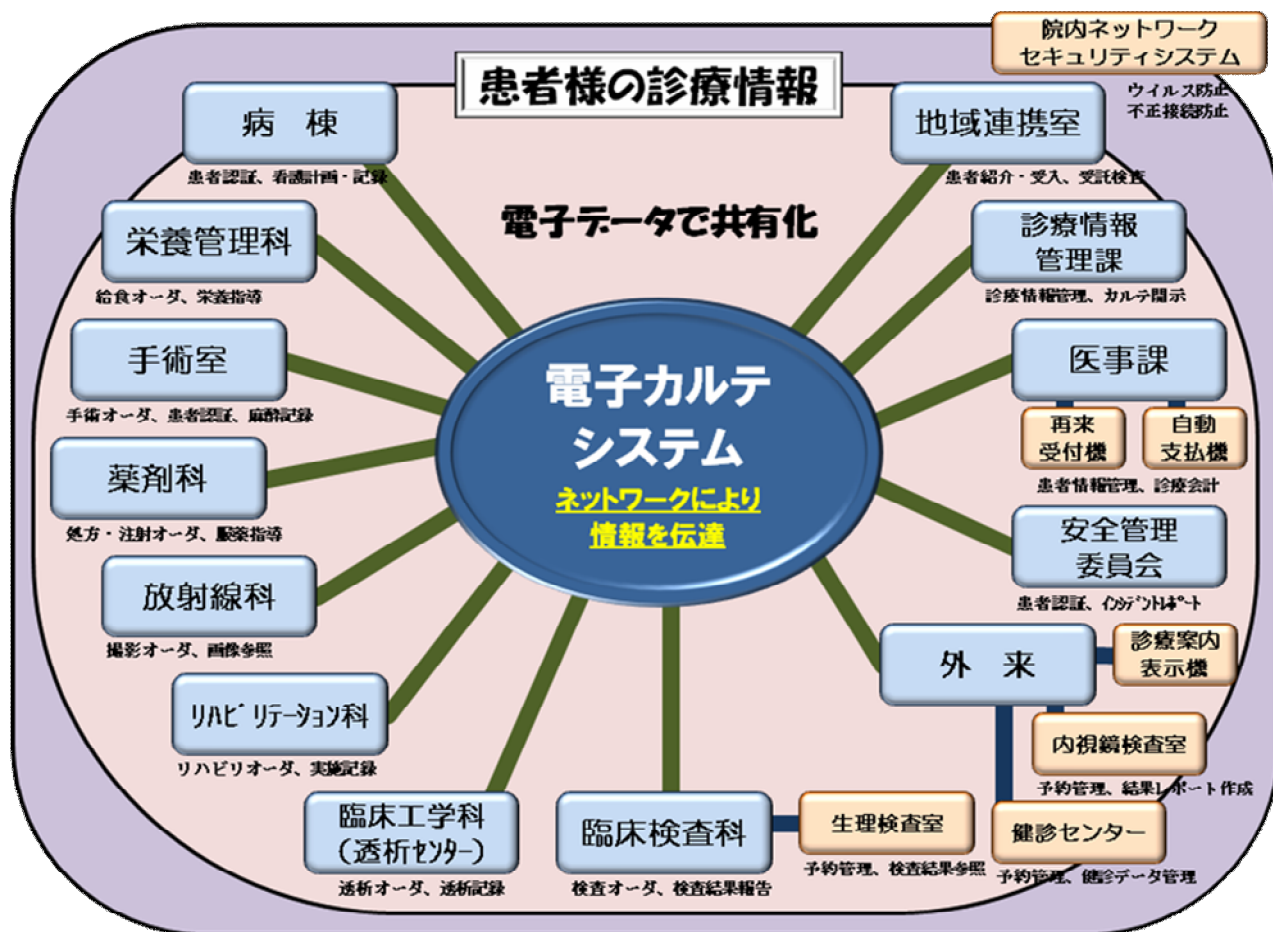 院内ネットワーク
セキュリティシステム
ウイルス防止
不正接続防止
患者様の診療情報
電子データで共有化
病 棟
患者認証、看護計画・記録
栄養管理科
給食オーダ、栄養指導
手術室
手術オーダ、患者認証、麻酔記録
薬剤科
処方・注射オーダ、服薬指導
放射線科
撮影オーダ、画像参照
リハビリテーション科
リハビリオーダ、実施記録
臨床工学科
(透析センター)
透析オーダ、透析記録
臨床検査科
検査オーダ、検査結果報告
生理検査室
予約管理、検査結果参照
電子カルテ
システム
ネットワークにより
情報を伝達
地域連携室
患者紹介・受入、受託検査
診療情報
管理課
診療情報管理、カルテ開示
医事課
再来
受付機
自動
支払機
患者情報管理、診療会計
安全管理
委員会
患者認証、インシデントレポート
外 来
診療案内
表示機
内視鏡検査室
予約管理、結果レポート作成
健診センター
予約管理、健診データ管理